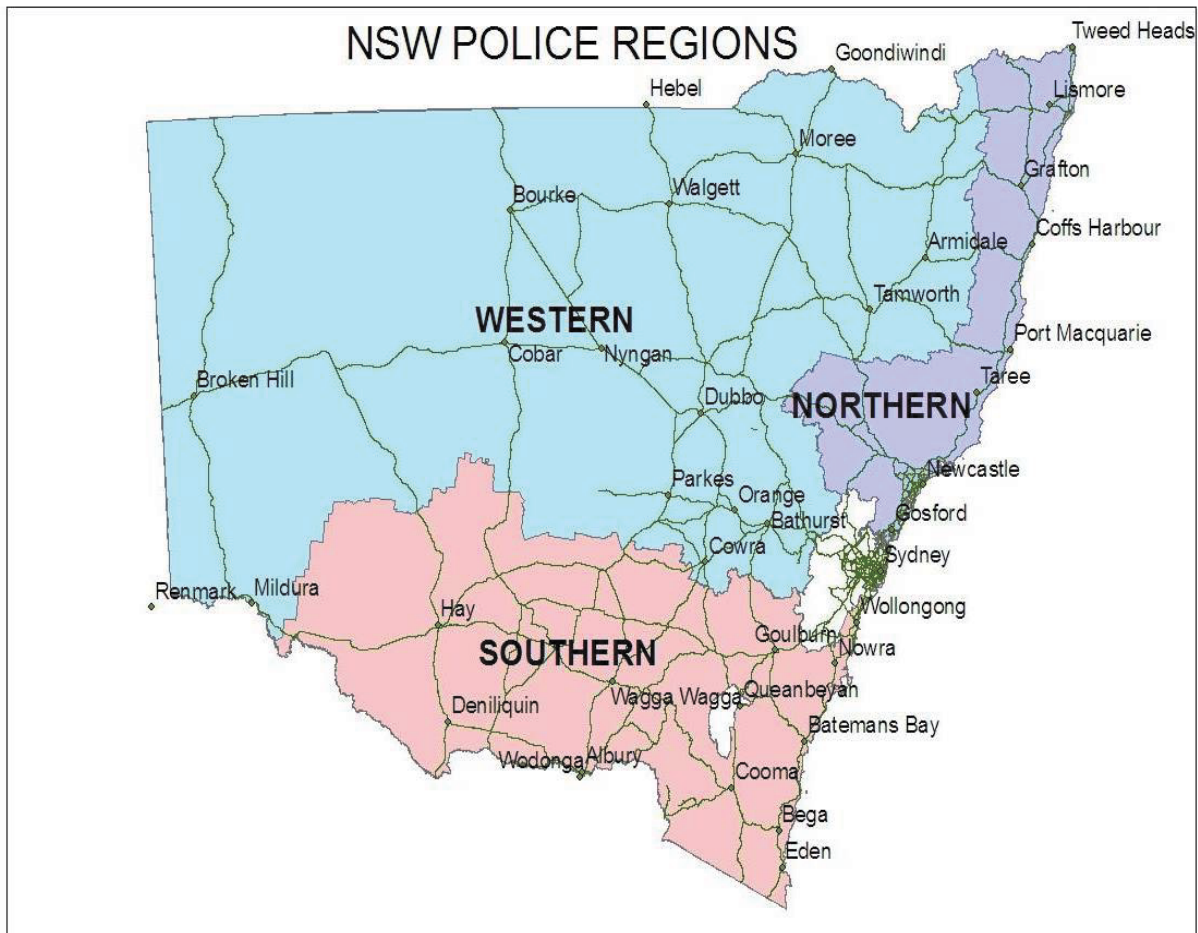 NSW POLICE REGIONS
Tweed Heads
Goondiwindi
Hebel
Lismore
Moree
Grafton
Bourke
Walgett
Coffs Harbour
Armidale
Tamworth
WESTERN
Port Macquarie
Cobar
Nyngan
Broken Hill
Taree
Dubbo
NORTHERN
Newcastle
Parkes
Orange
Gosford
Bathurst
Cowra
Sydney
Renmark
Mildura
Hay
Wollongong
Goulburn
SOUTHERN
Nowra
Wagga Wagga
Queanbeyan
Deniliquin
Batemans Bay
Wodonga
Albury
Cooma
Bega
Eden